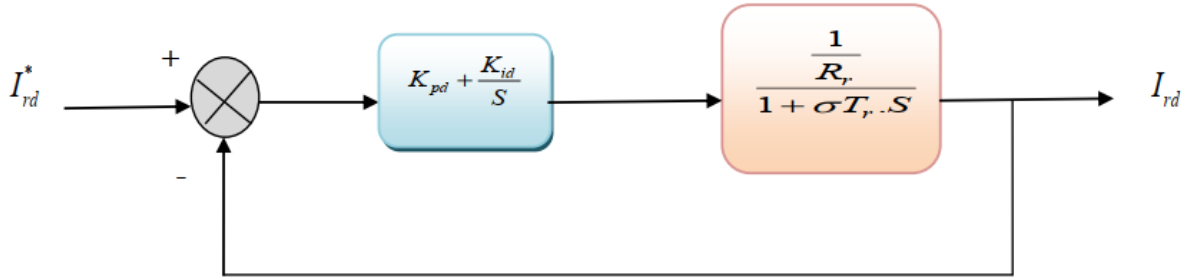 I*rd
+
-
Kpd + Kid/S
1/Rr
1 + σTr.S
Ird